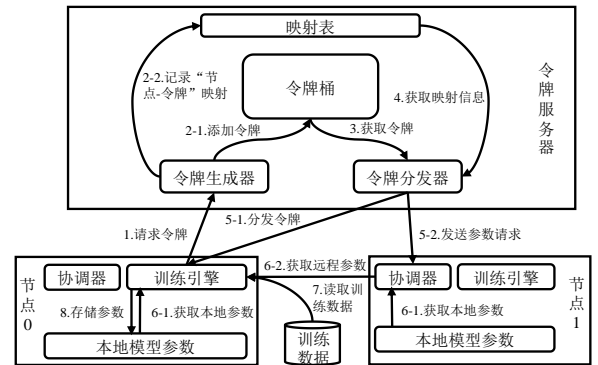 映射表
令牌服务器
2-2.记录“节
点-令牌”映射
令牌桶
4.获取映射信息
2-1.添加令牌
3.获取令牌
令牌生成器
令牌分发器
1.请求令牌
5-1.分发令牌
5-2.发送参数请求
节点0
协调器
训练引擎
6-2.获取远程参数
协调器
训练引擎
节点1
7.读取训
练数据
8.存储参数
6-1.获取本地参数
6-1.获取本地参数
本地模型参数
训练
数据
本地模型参数